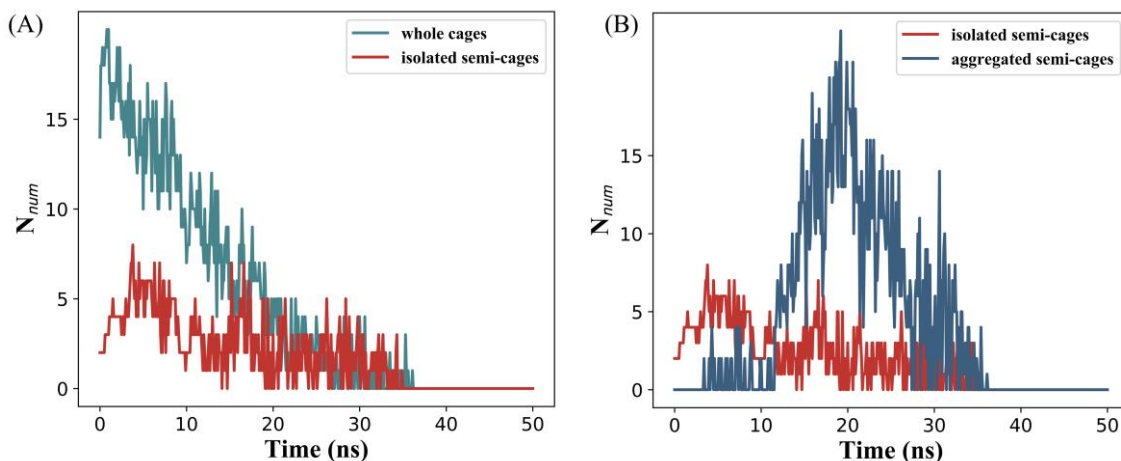 (A)
whole cages
isolated semi-cages
15
10
5
0
N_num
0 10 20 30 40 50
Time (ns)
(B)
isolated semi-cages
aggregated semi-cages
15
10
5
0
N_num
0 10 20 30 40 50
Time (ns)